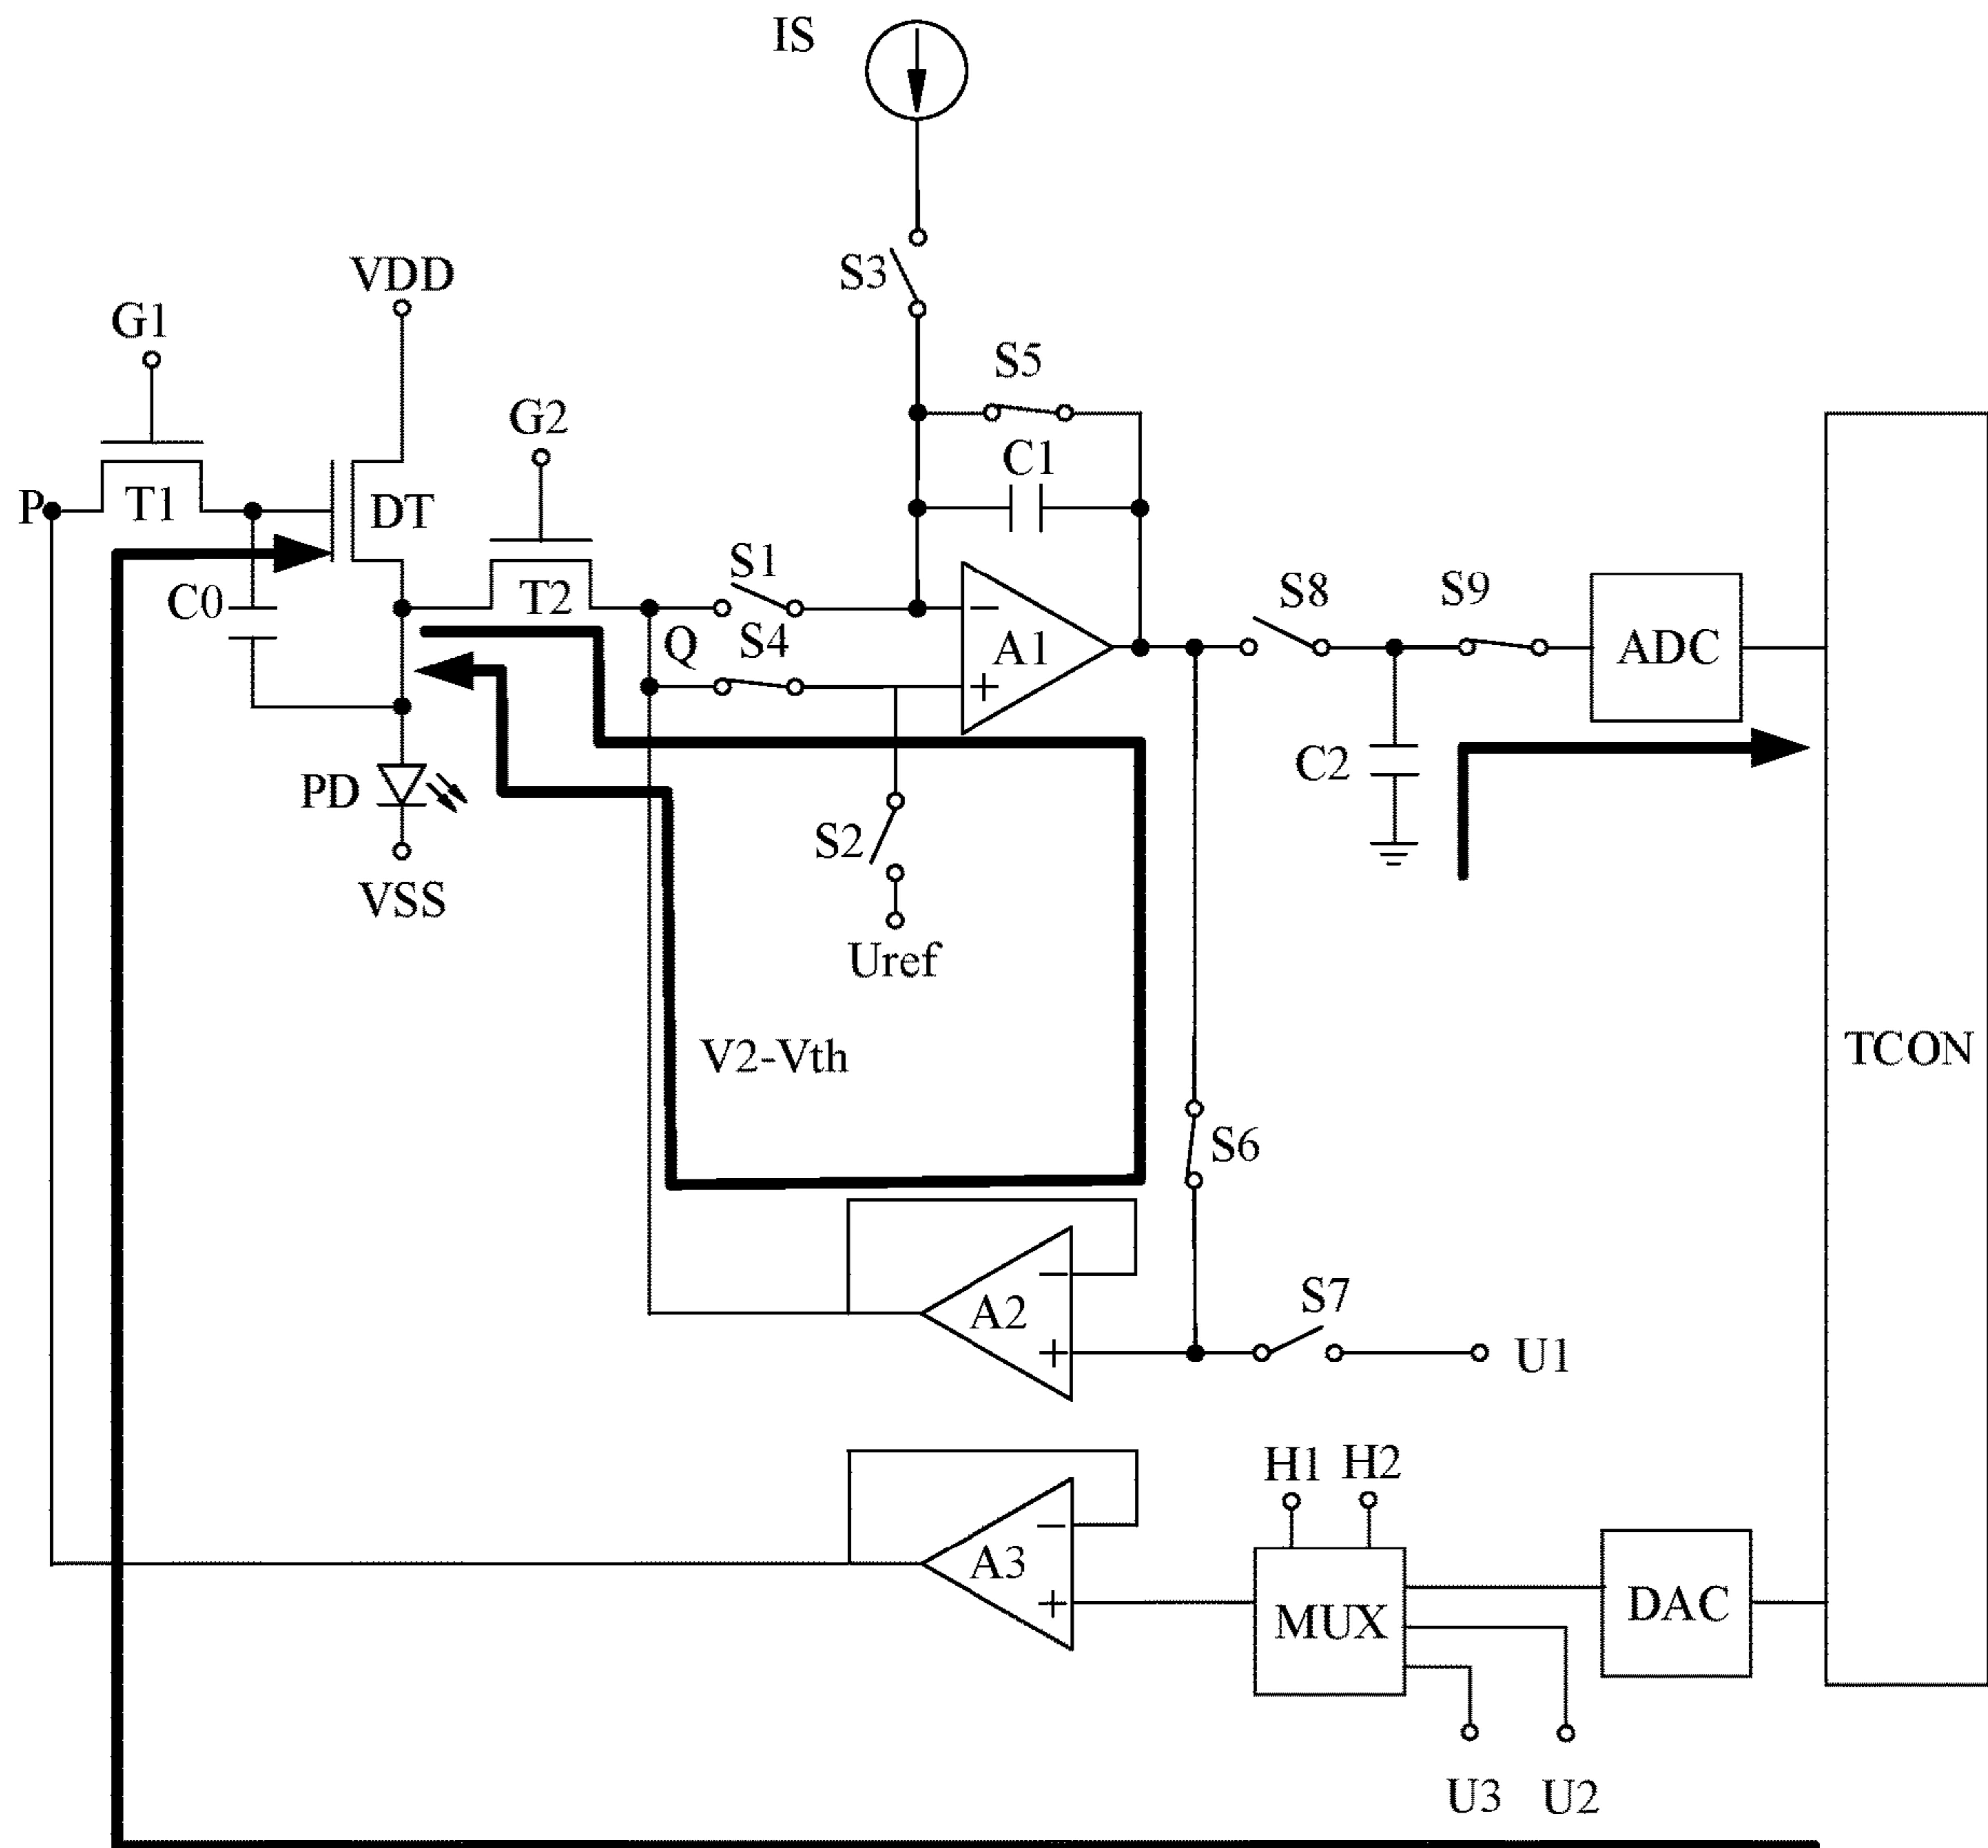 IS
S3
VDD
G1
S5
G2
C1
P
T1
DT
S1
S8
S9
ADC
C0
T2
Q
S4
−
A1
+
PD
S2
C2
VSS
Uref
V2-Vth
TCON
S6
−
A2
+
S7
U1
H1
H2
−
A3
+
MUX
DAC
U3
U2